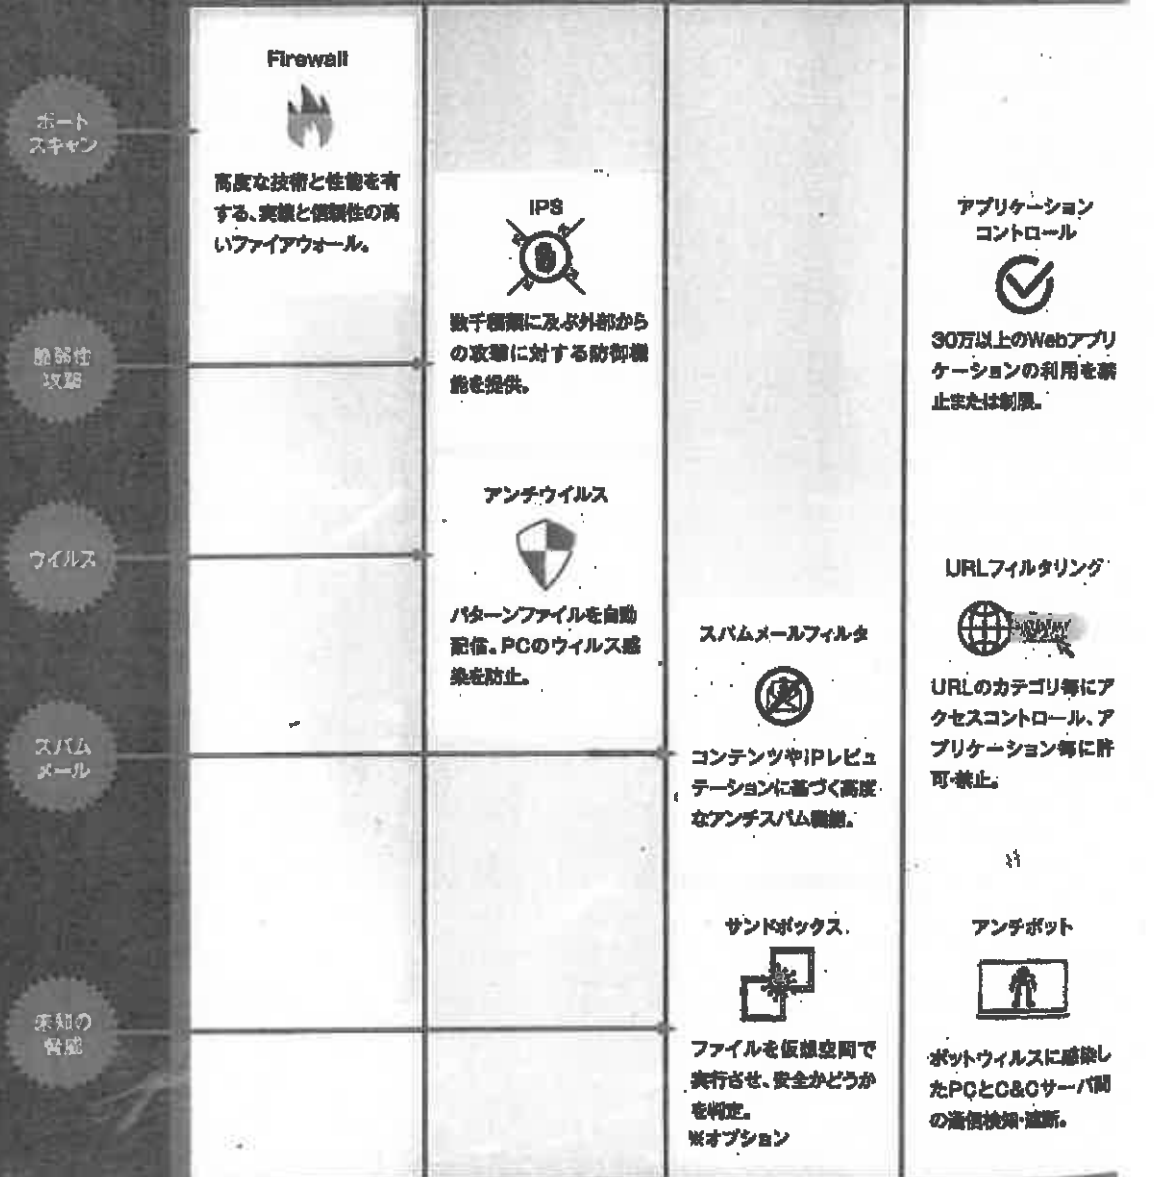 ポート
スキャン
脆弱性
攻撃
ウイルス
スパム
メール
未知の
脅威
Firewall
高度な技術と性能を有
する、実績と信頼性の高
いファイアウォール。
IPS
数千種類に及ぶ外部から
の攻撃に対する防御機
能を提供。
アンチウイルス
パターンファイルを自動
配信。PCのウイルス感
染を防止。
スパムメールフィルタ
コンテンツやIPレピュ
テーションに基づく高度
なアンチスパム機能。
サンドボックス
ファイルを仮想空間で
実行させ、安全かどうか
を判定。
※オプション
アプリケーション
コントロール
30万以上のWebアプリ
ケーションの利用を禁
止または制限。
URLフィルタリング
www
URLのカテゴリ毎にア
クセスコントロール、ア
プリケーション毎に許
可・禁止。
アンチボット
ボットウィルスに感染し
たPCとC&Cサーバ間
の通信検知・遮断。